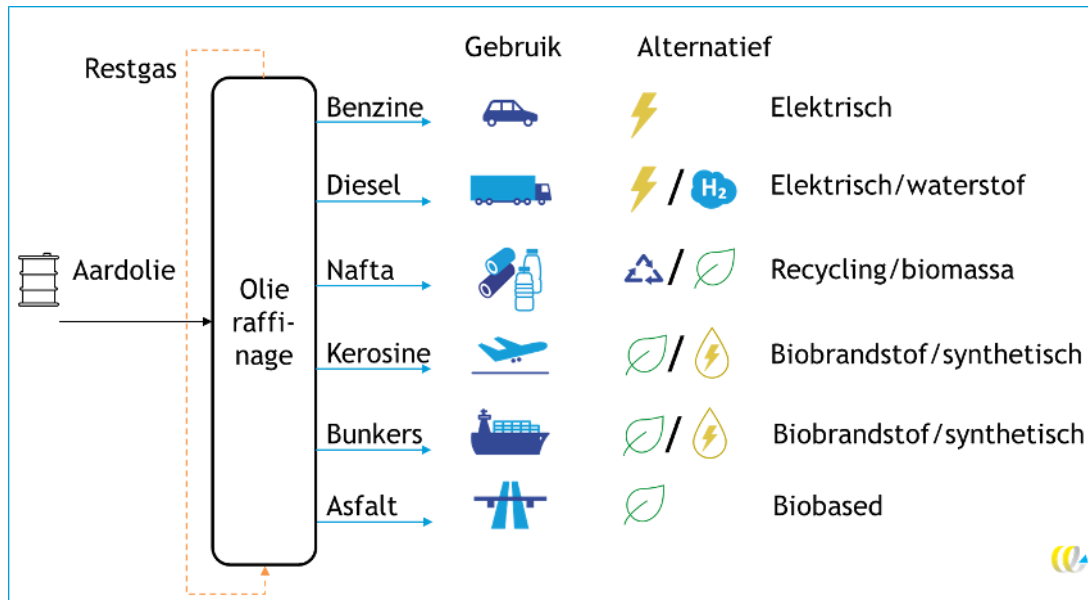 Gebruik Alternatief
Restgas
Benzine Elektrisch
Diesel H₂ Elektrisch/waterstof
Aardolie
Nafta Recycling/biomassa
Olie
raffi-
nage
Kerosine Biobrandstof/synthetisch
Bunkers Biobrandstof/synthetisch
Asfalt Biobased